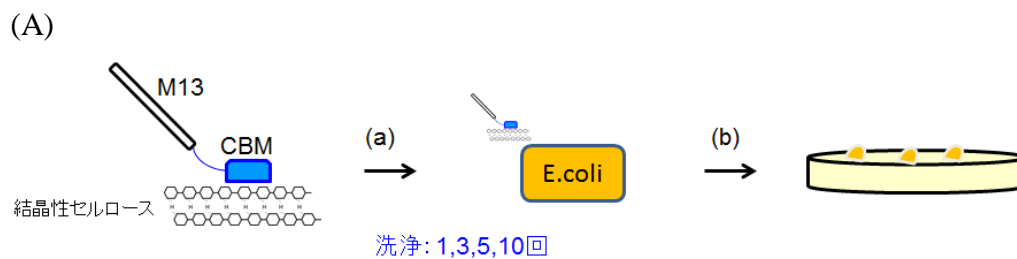 (A)
M13
CBM
(a)
(b)
E.coli
結晶性セルロース
H H H H H H H
洗浄: 1,3,5,10回